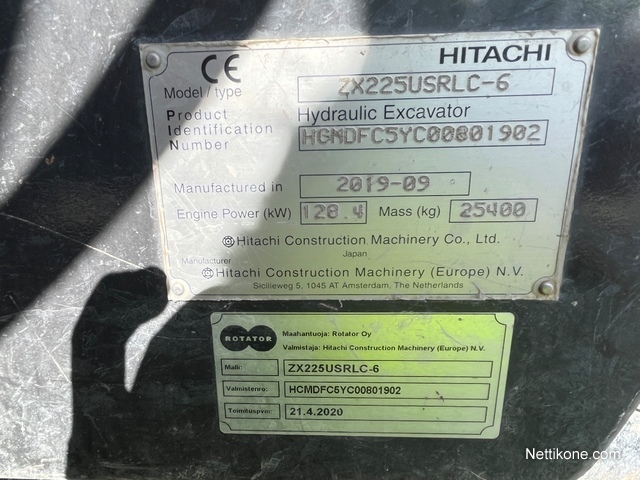 CE
HITACHI
Model / type ZX225USRLC-6
Product Hydraulic Excavator
Identification HCMDFC5YC00801902
Number
Manufactured in 2019-09
Engine Power (kW) 128.4 Mass (kg) 25400
Hitachi Construction Machinery Co., Ltd.
Japan
Manufacturer
Hitachi Construction Machinery (Europe) N.V.
Sicilieweg 5, 1045 AT Amsterdam, The Netherlands
ROTATOR
Maahantuoja: Rotator Oy
Valmistaja: Hitachi Construction Machinery (Europe) N.V.
Malli: ZX225USRLC-6
Valmistenro: HCMDFC5YC00801902
Toimituspvm: 21.4.2020
Nettikone.com